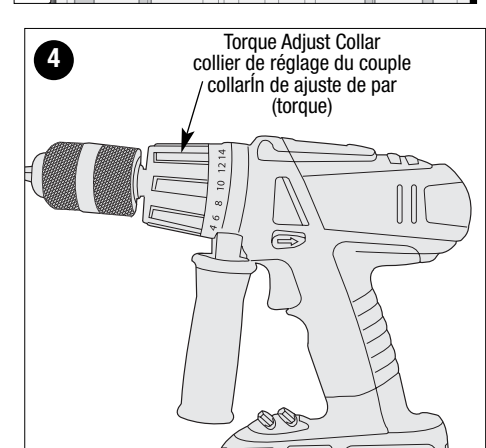 4
Torque Adjust Collar
collier de réglage du couple
collarÍn de ajuste de par
(torque)
4 6 8 10 12 14